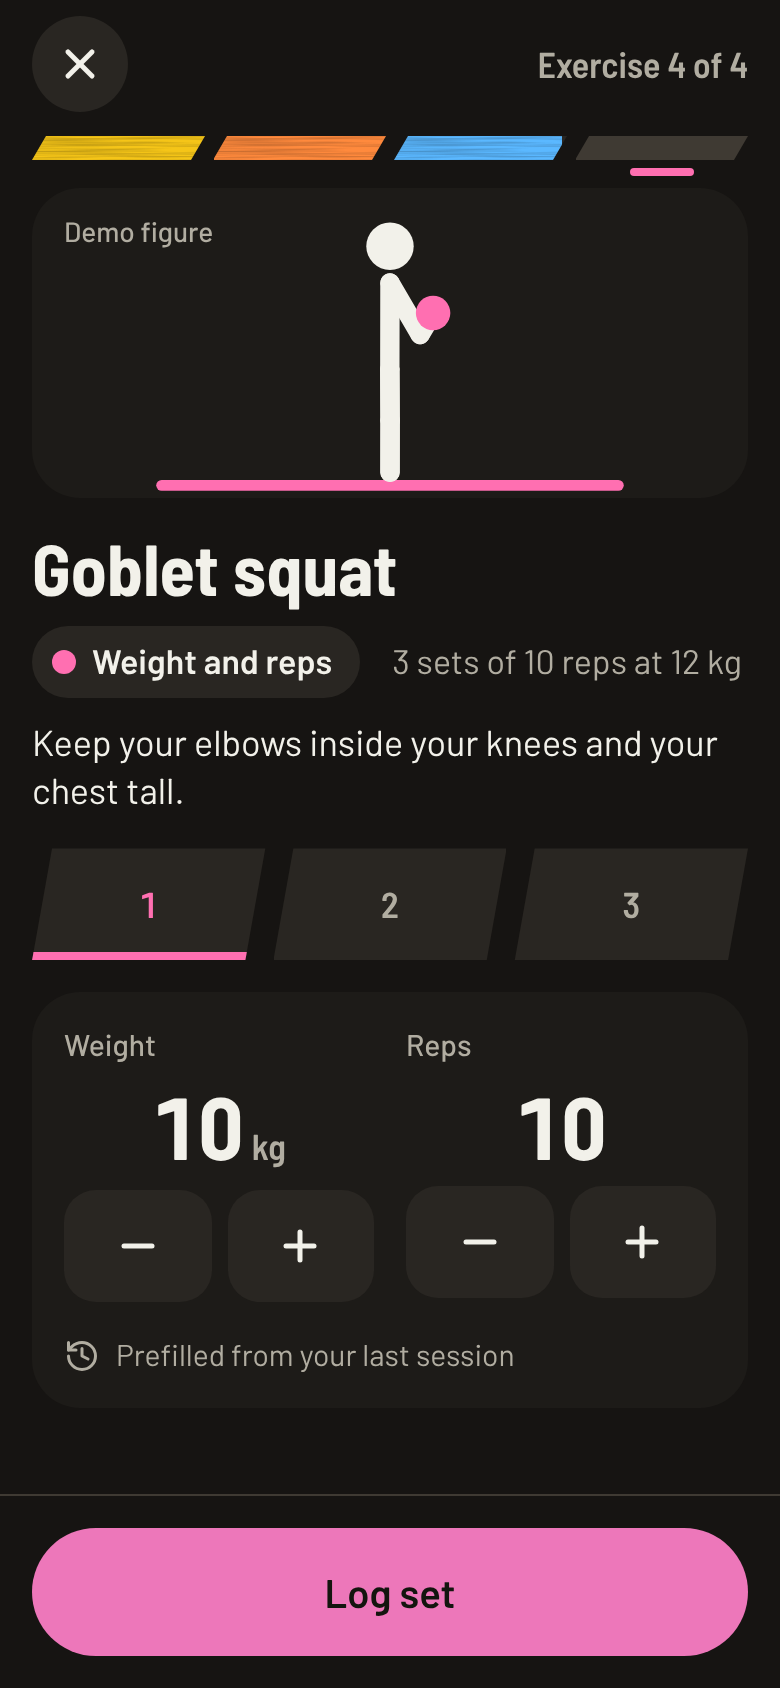 Exercise 4 of 4
Demo figure
Goblet squat
Weight and reps
3 sets of 10 reps at 12 kg
Keep your elbows inside your knees and your
chest tall.
1
2
3
Weight
Reps
10 kg
10
Prefilled from your last session
Log set